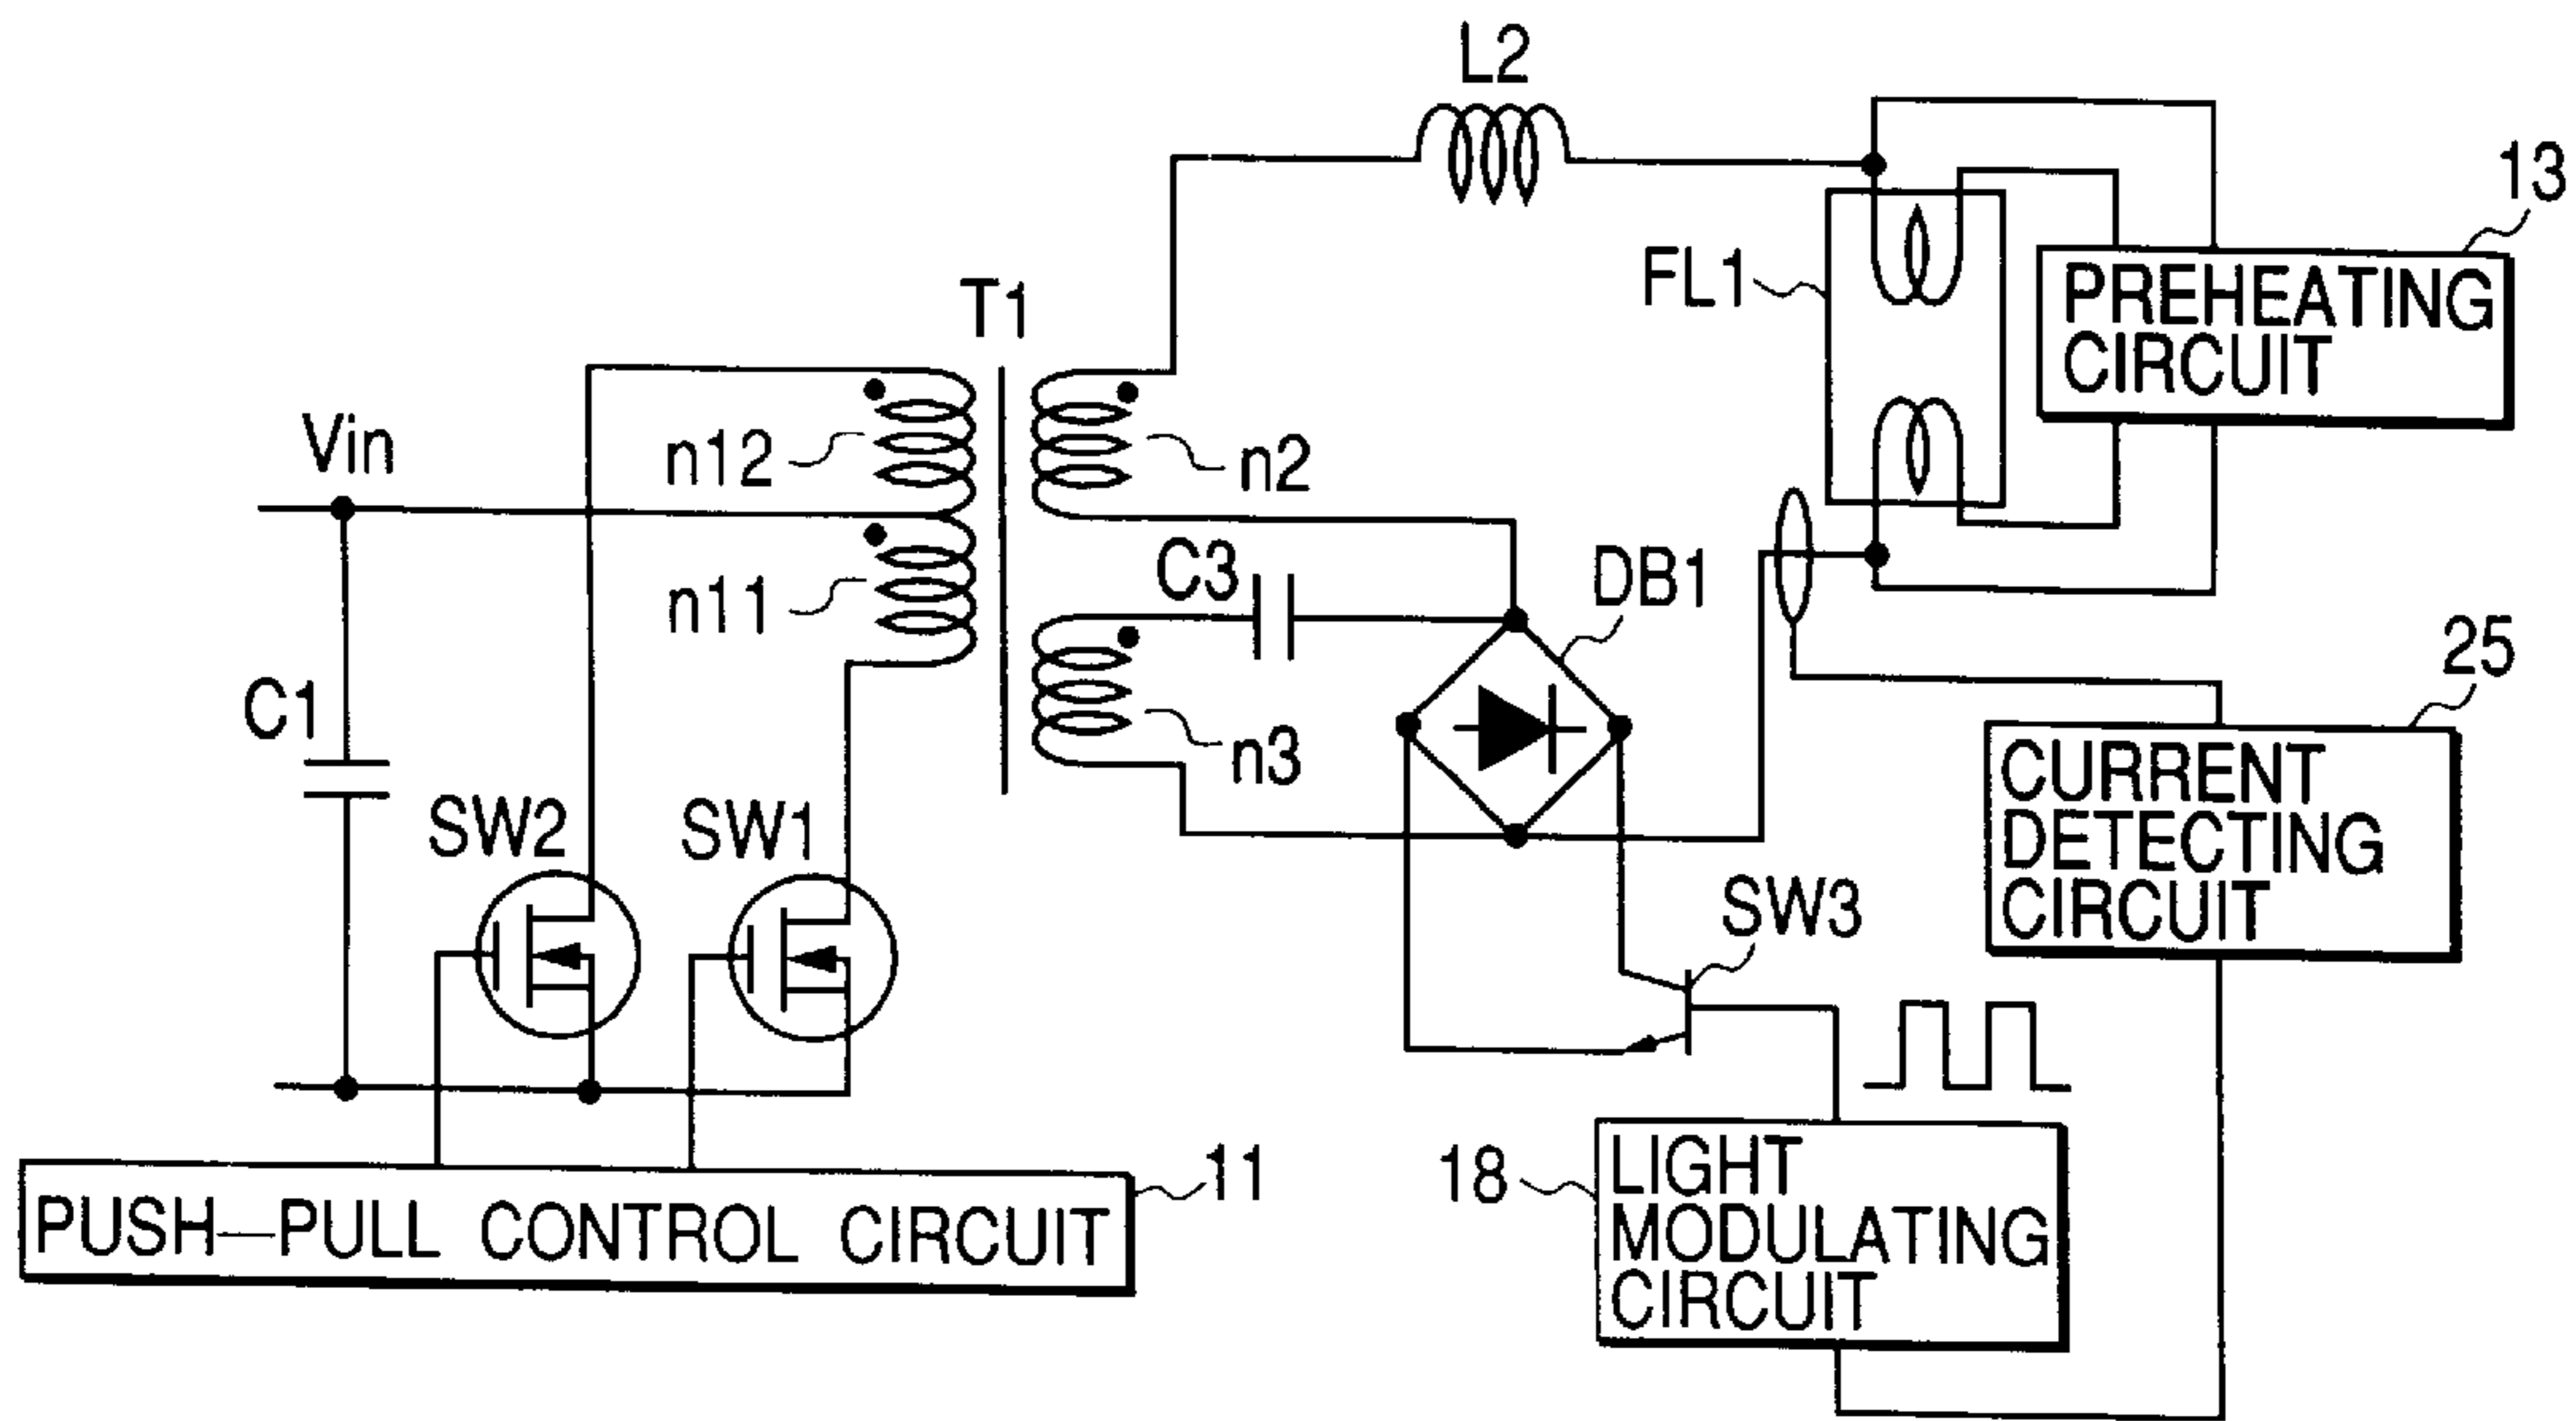 L2
13
PREHEATING
CIRCUIT
FL1
T1
Vin
n12
n2
n11
C3
DB1
C1
n3
25
CURRENT
DETECTING
CIRCUIT
SW2
SW1
SW3
11
PUSH—PULL CONTROL CIRCUIT
18
LIGHT
MODULATING
CIRCUIT